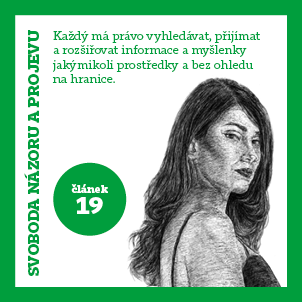 SVOBODA NÁZORU A PROJEVU
Každý má právo vyhledávat, přijímat
a rozšiřovat informace a myšlenky
jakýmikoli prostředky a bez ohledu
na hranice.
článek
19